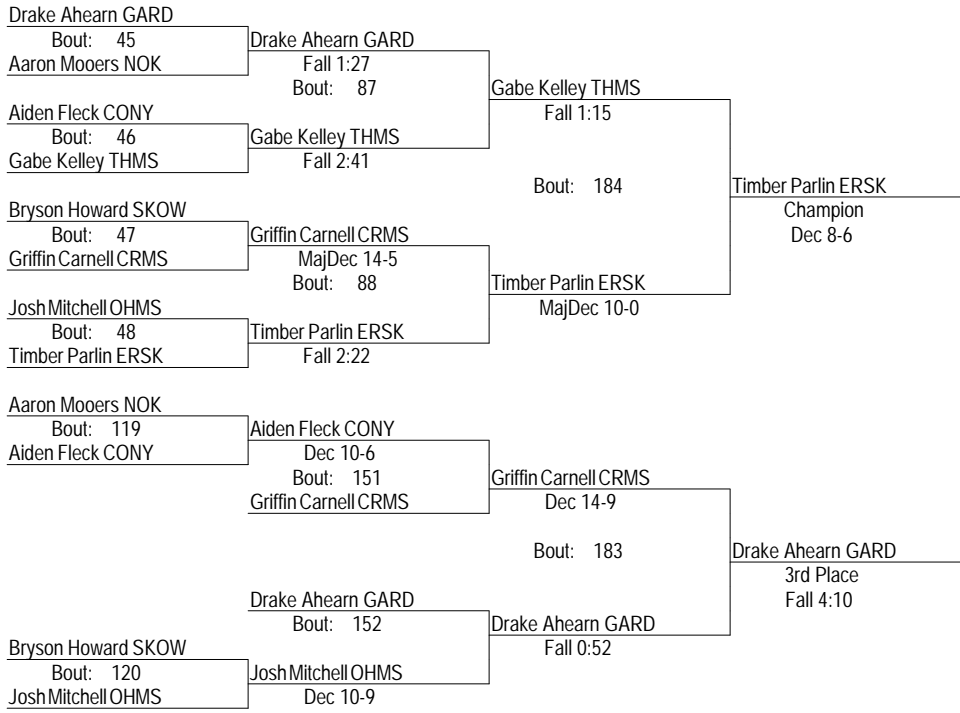 Drake Ahearn GARD
Bout: 45
Aaron Mooers NOK
Drake Ahearn GARD
Fall 1:27
Bout: 87
Aiden Fleck CONY
Bout: 46
Gabe Kelley THMS
Gabe Kelley THMS
Fall 2:41
Gabe Kelley THMS
Fall 1:15
Bout: 184
Bryson Howard SKOW
Bout: 47
Griffin Carnell CRMS
Griffin Carnell CRMS
MajDec 14-5
Bout: 88
Josh Mitchell OHMS
Bout: 48
Timber Parlin ERSK
Timber Parlin ERSK
Fall 2:22
Timber Parlin ERSK
MajDec 10-0
Timber Parlin ERSK
Champion
Dec 8-6
Aaron Mooers NOK
Bout: 119
Aiden Fleck CONY
Aiden Fleck CONY
Dec 10-6
Bout: 151
Griffin Carnell CRMS
Griffin Carnell CRMS
Dec 14-9
Bout: 183
Drake Ahearn GARD
Bout: 152
Bryson Howard SKOW
Bout: 120
Josh Mitchell OHMS
Josh Mitchell OHMS
Dec 10-9
Drake Ahearn GARD
Fall 0:52
Drake Ahearn GARD
3rd Place
Fall 4:10